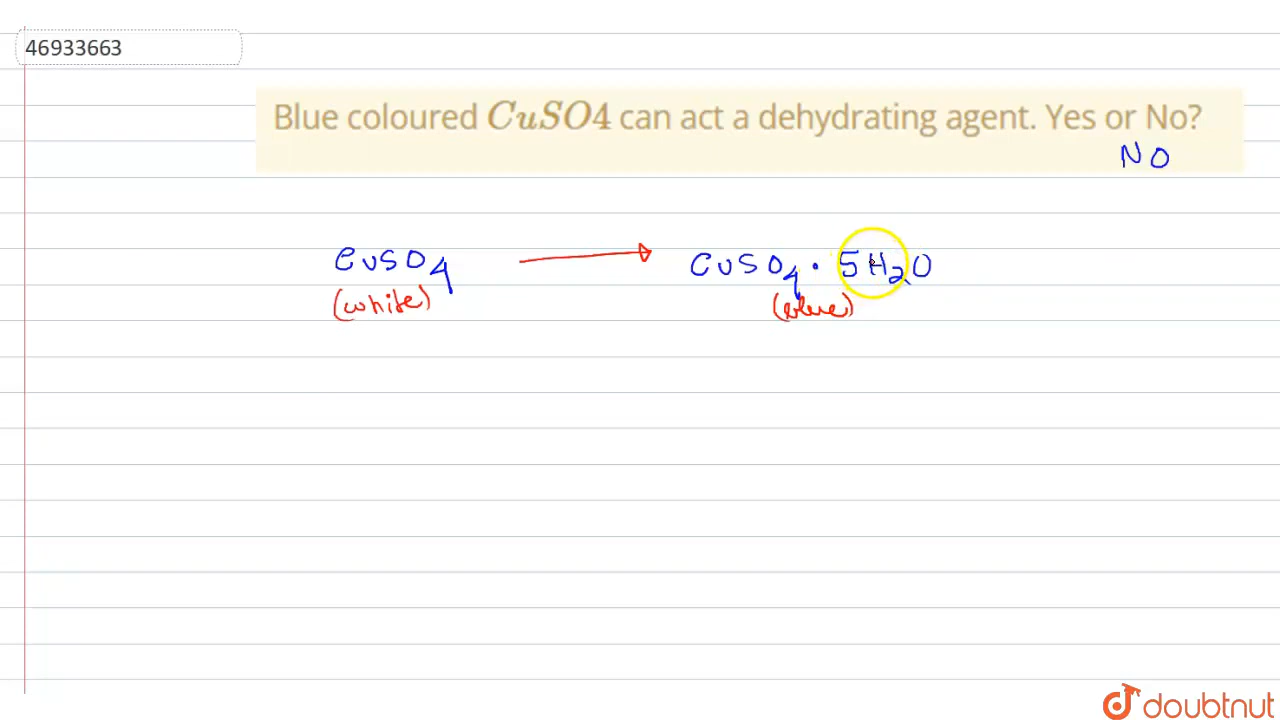 46933663
Blue coloured CuSO4 can act a dehydrating agent. Yes or No?
NO
CuSO4 → CuSO4 · 5H2O
(white) (blue)
doubtnut